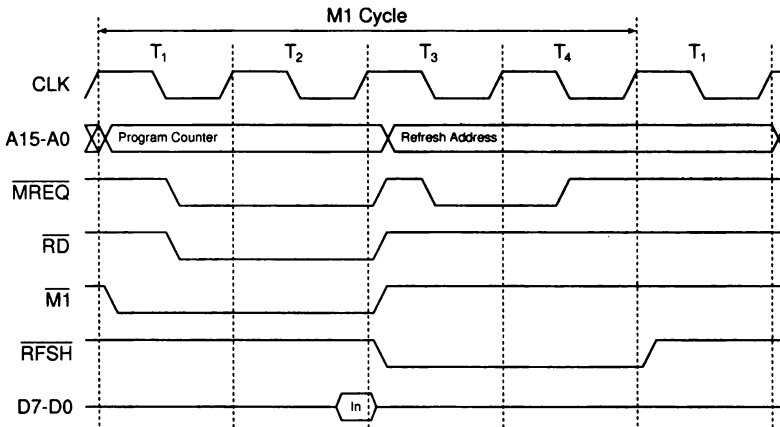 M1 Cycle
T1 T2 T3 T4 T1
CLK
A15-A0 Program Counter Refresh Address
MREQ
RD
M1
RFSH
D7-D0 In